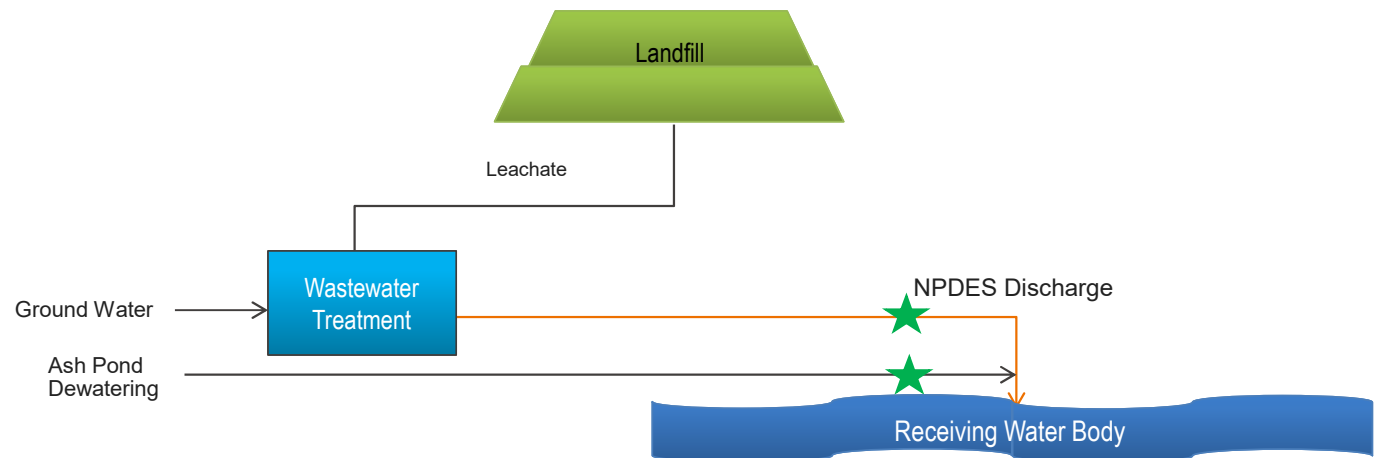 Landfill
Leachate
Wastewater
Treatment
NPDES Discharge
Ground Water
Ash Pond
Dewatering
Receiving Water Body